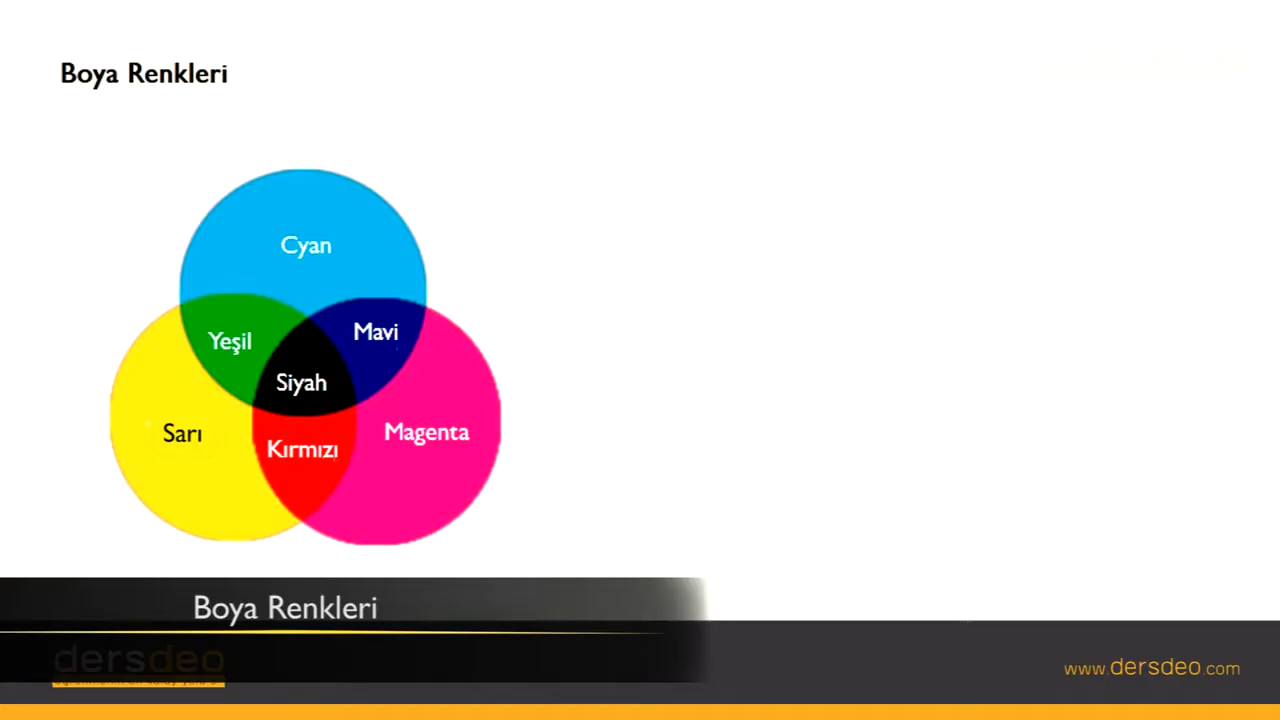 Boya Renkleri
Cyan
Yeşil
Mavi
Siyah
Sarı
Kırmızı
Magenta
Boya Renkleri
dersdeo
www.dersdeo.com